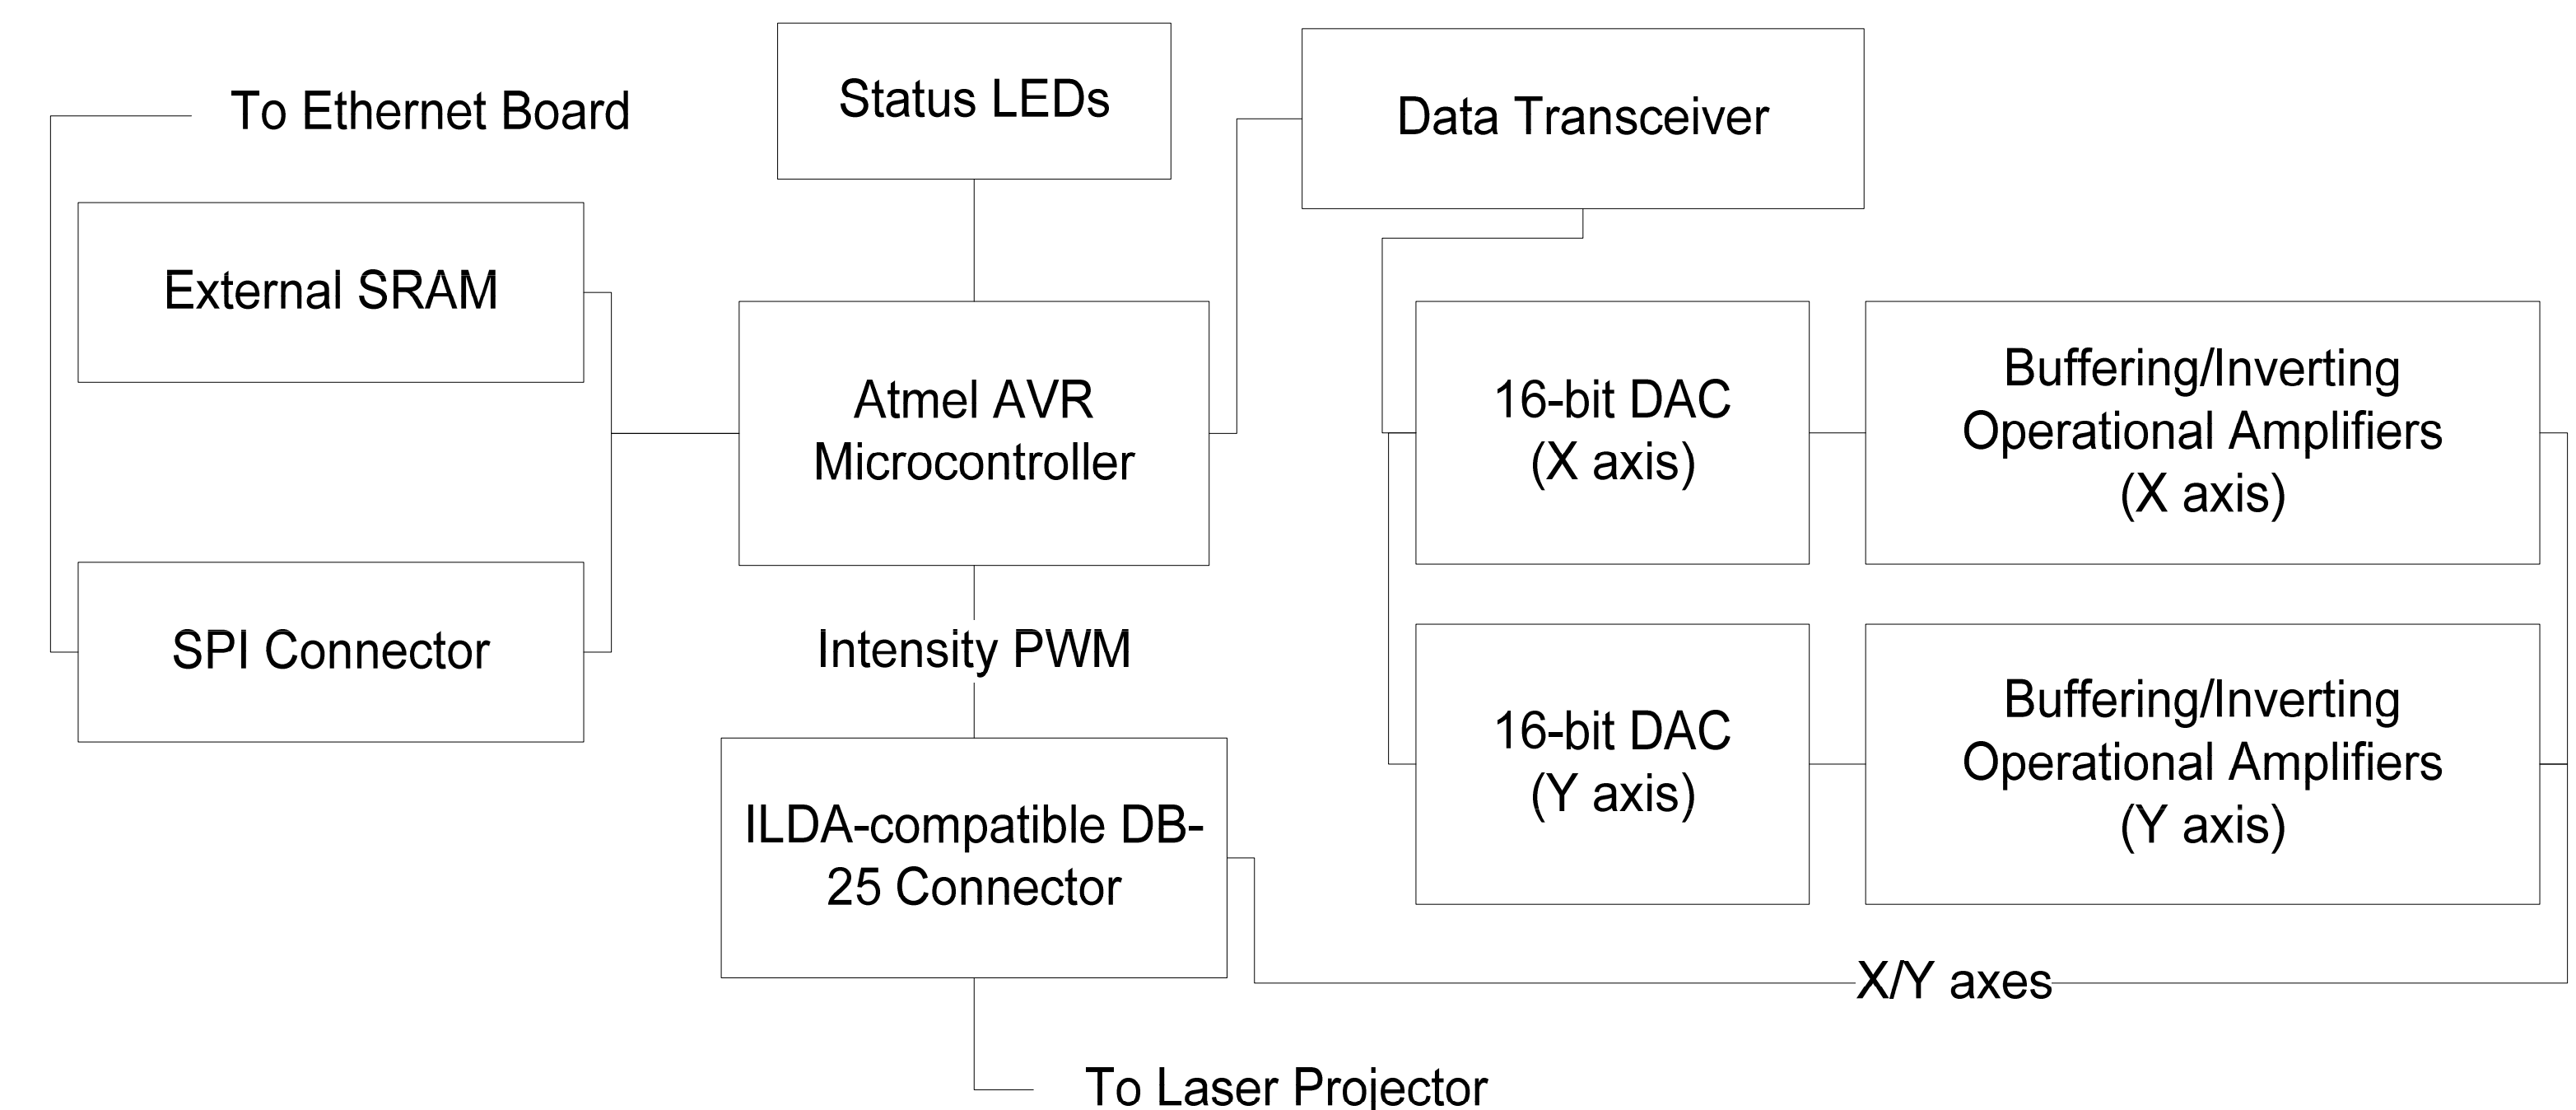 To Ethernet Board
Status LEDs
Data Transceiver
External SRAM
Atmel AVR
Microcontroller
16-bit DAC
(X axis)
Buffering/Inverting
Operational Amplifiers
(X axis)
SPI Connector
Intensity PWM
16-bit DAC
(Y axis)
Buffering/Inverting
Operational Amplifiers
(Y axis)
ILDA-compatible DB-
25 Connector
X/Y axes
To Laser Projector